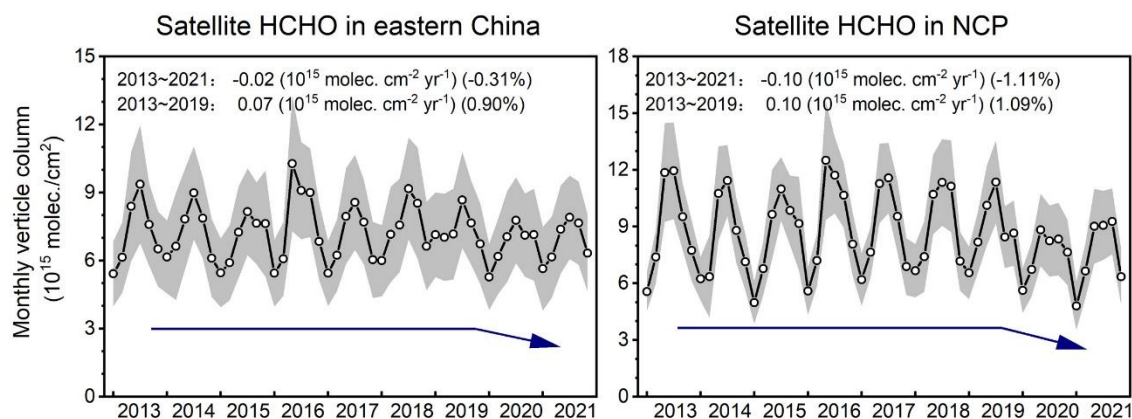 Satellite HCHO in eastern China
Satellite HCHO in NCP
Monthly verticle column
(10¹⁵ molec./cm²)
15
12
9
6
3
0
2013~2021: -0.02 (10¹⁵ molec. cm⁻² yr⁻¹) (-0.31%)
2013~2019: 0.07 (10¹⁵ molec. cm⁻² yr⁻¹) (0.90%)
2013 2014 2015 2016 2017 2018 2019 2020 2021
18
15
12
9
6
3
0
2013~2021: -0.10 (10¹⁵ molec. cm⁻² yr⁻¹) (-1.11%)
2013~2019: 0.10 (10¹⁵ molec. cm⁻² yr⁻¹) (1.09%)
2013 2014 2015 2016 2017 2018 2019 2020 2021